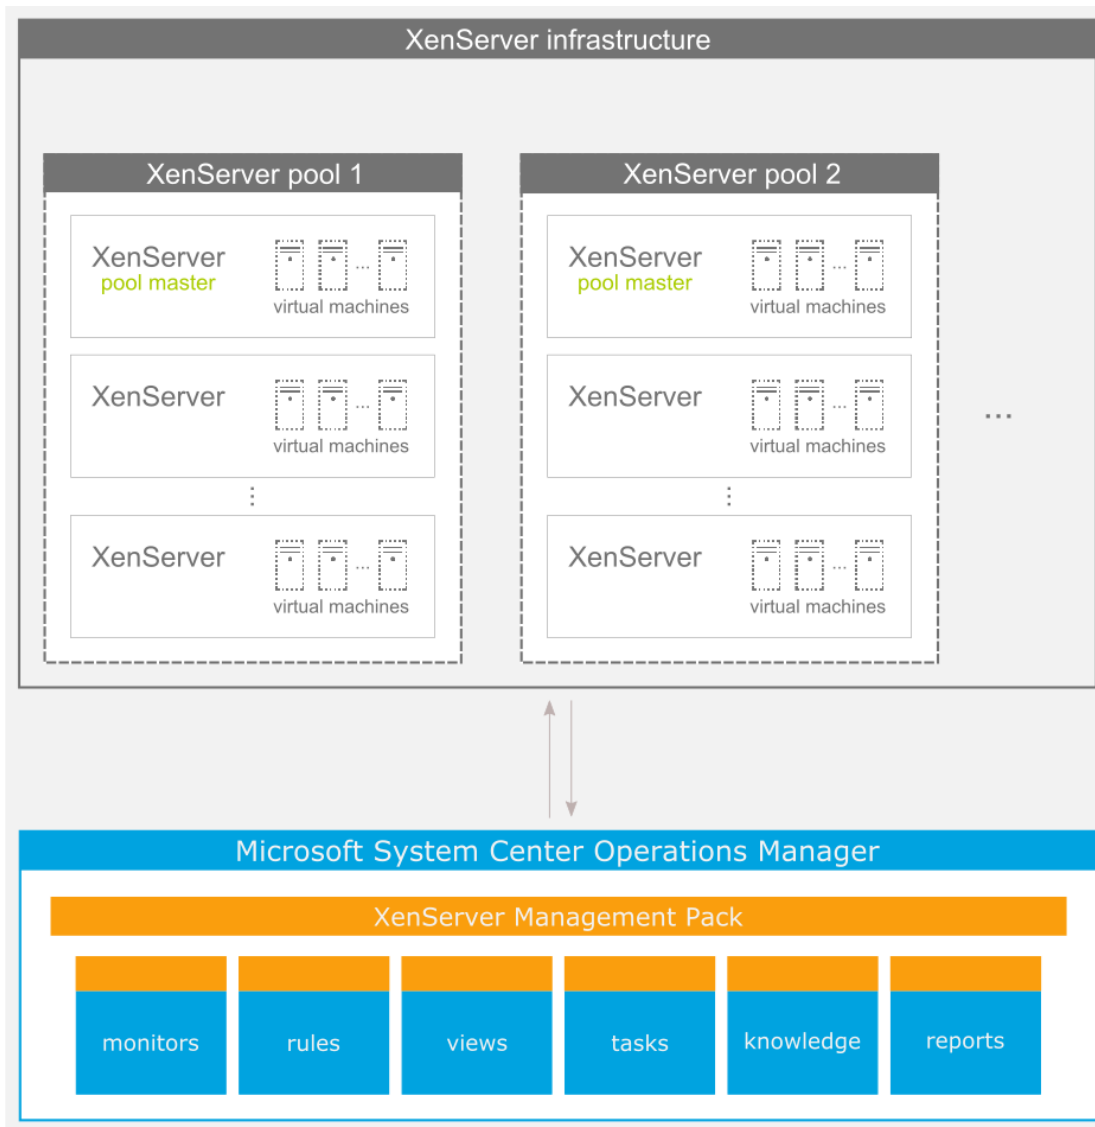 XenServer infrastructure
XenServer pool 1
XenServer
pool master
...
virtual machines
XenServer
...
virtual machines
...
XenServer
...
virtual machines
XenServer pool 2
XenServer
pool master
...
virtual machines
XenServer
...
virtual machines
...
XenServer
...
virtual machines
...
Microsoft System Center Operations Manager
XenServer Management Pack
monitors
rules
views
tasks
knowledge
reports